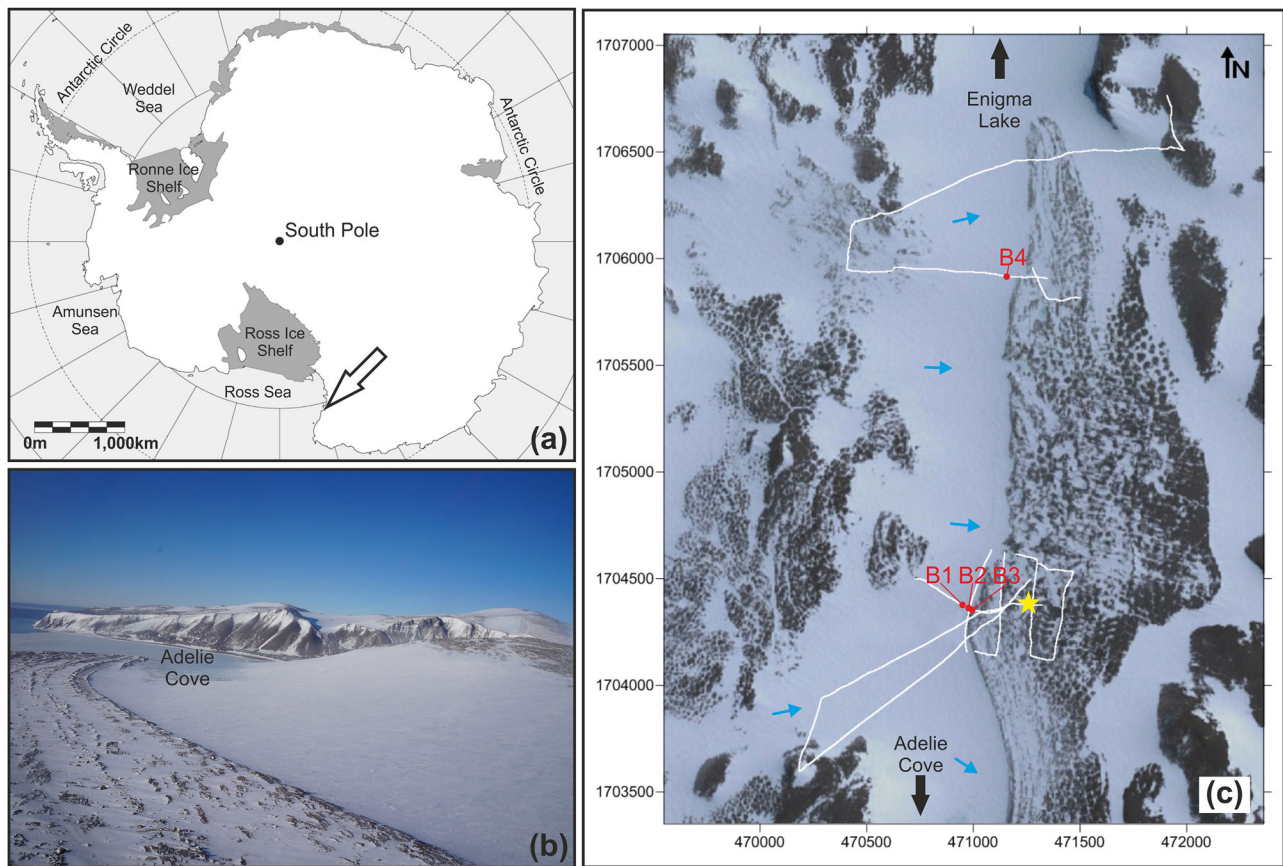 Antarctic Circle
Weddel
Sea
Antarctic Circle
Ronne Ice
Shelf
South Pole
Amunsen
Sea
Ross Ice
Shelf
Ross Sea
0m 1,000km
(a)
Adelie
Cove
(b)
1707000
1706500
1706000
1705500
1705000
1704500
1704000
1703500
N
Enigma
Lake
B4
B1 B2 B3
Adelie
Cove
(c)
470000 470500 471000 471500 472000